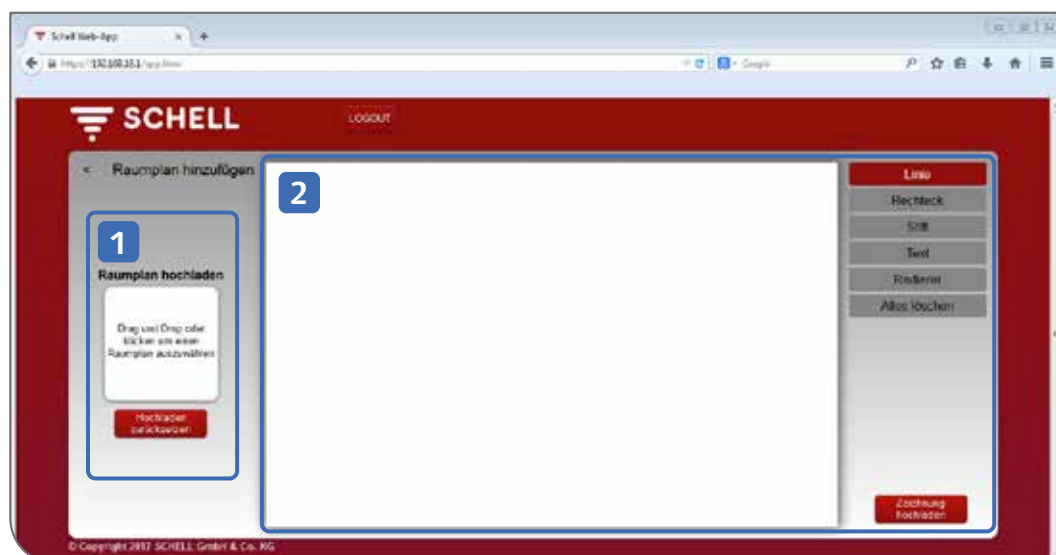 Schell Web-App
Google
SCHELL
LOGOUT
< Raumplan hinzufügen
1
Raumplan hochladen
Drag und Drop oder
klicken um einen
Raumplan auszuwählen
Hochladen
zurücksetzen
2
Linie
Rechteck
Stift
Text
Radierer
Alles löschen
Zeichnung
hochladen
© Copyright 2017 SCHELL GmbH & Co. KG